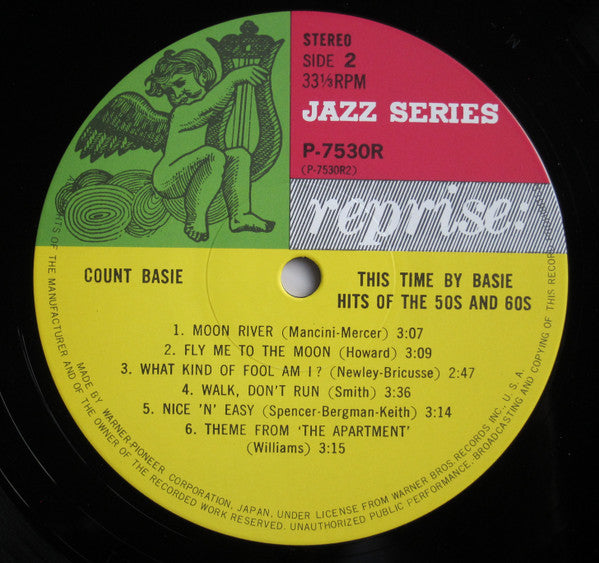 STEREO
SIDE 2
33⅓RPM
JAZZ SERIES
P-7530R
(P-7530R2)
reprise:
COUNT BASIE
THIS TIME BY BASIE
HITS OF THE 50S AND 60S
1. MOON RIVER (Mancini-Mercer) 3:07
2. FLY ME TO THE MOON (Howard) 3:09
3. WHAT KIND OF FOOL AM I? (Newley-Bricusse) 2:47
4. WALK, DON'T RUN (Smith) 3:36
5. NICE 'N' EASY (Spencer-Bergman-Keith) 3:14
6. THEME FROM 'THE APARTMENT'
(Williams) 3:15
MADE BY WARNER-PIONEER CORPORATION, JAPAN, UNDER LICENSE FROM WARNER BROS. RECORDS INC., U.S.A.
RIGHTS OF THE MANUFACTURER AND OF THE OWNER OF THE RECORDED WORK RESERVED. UNAUTHORIZED PUBLIC PERFORMANCE, BROADCASTING AND COPYING OF THIS RECORD